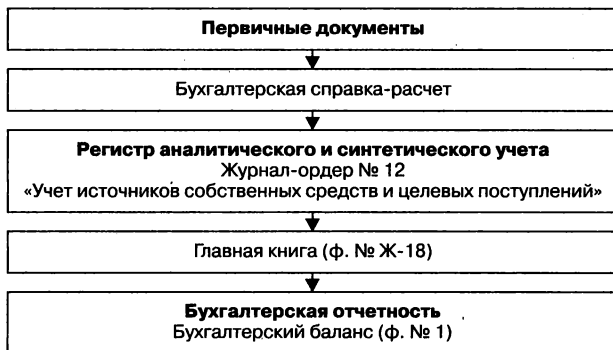 Первичные документы
Бухгалтерская справка-расчет
Регистр аналитического и синтетического учета
Журнал-ордер № 12
«Учет источников собственных средств и целевых поступлений»
Главная книга (ф. № Ж-18)
Бухгалтерская отчетность
Бухгалтерский баланс (ф. № 1)